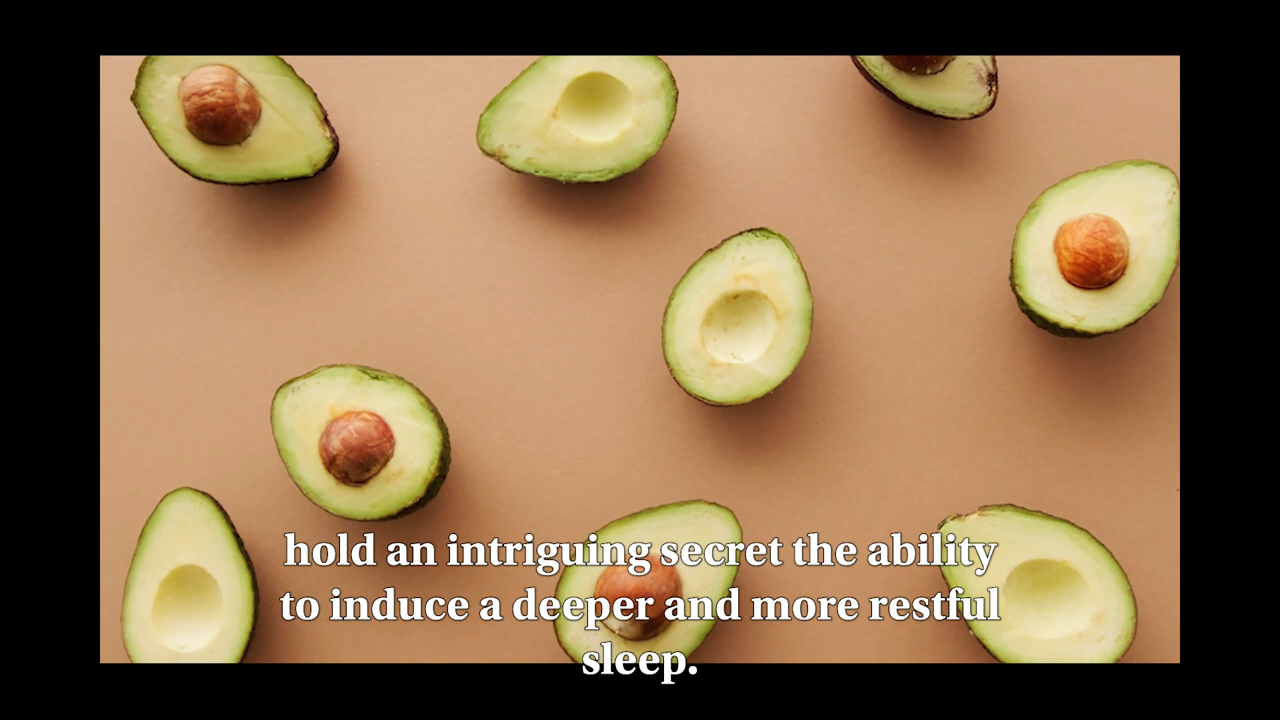 hold an intriguing secret the ability
to induce a deeper and more restful
sleep.